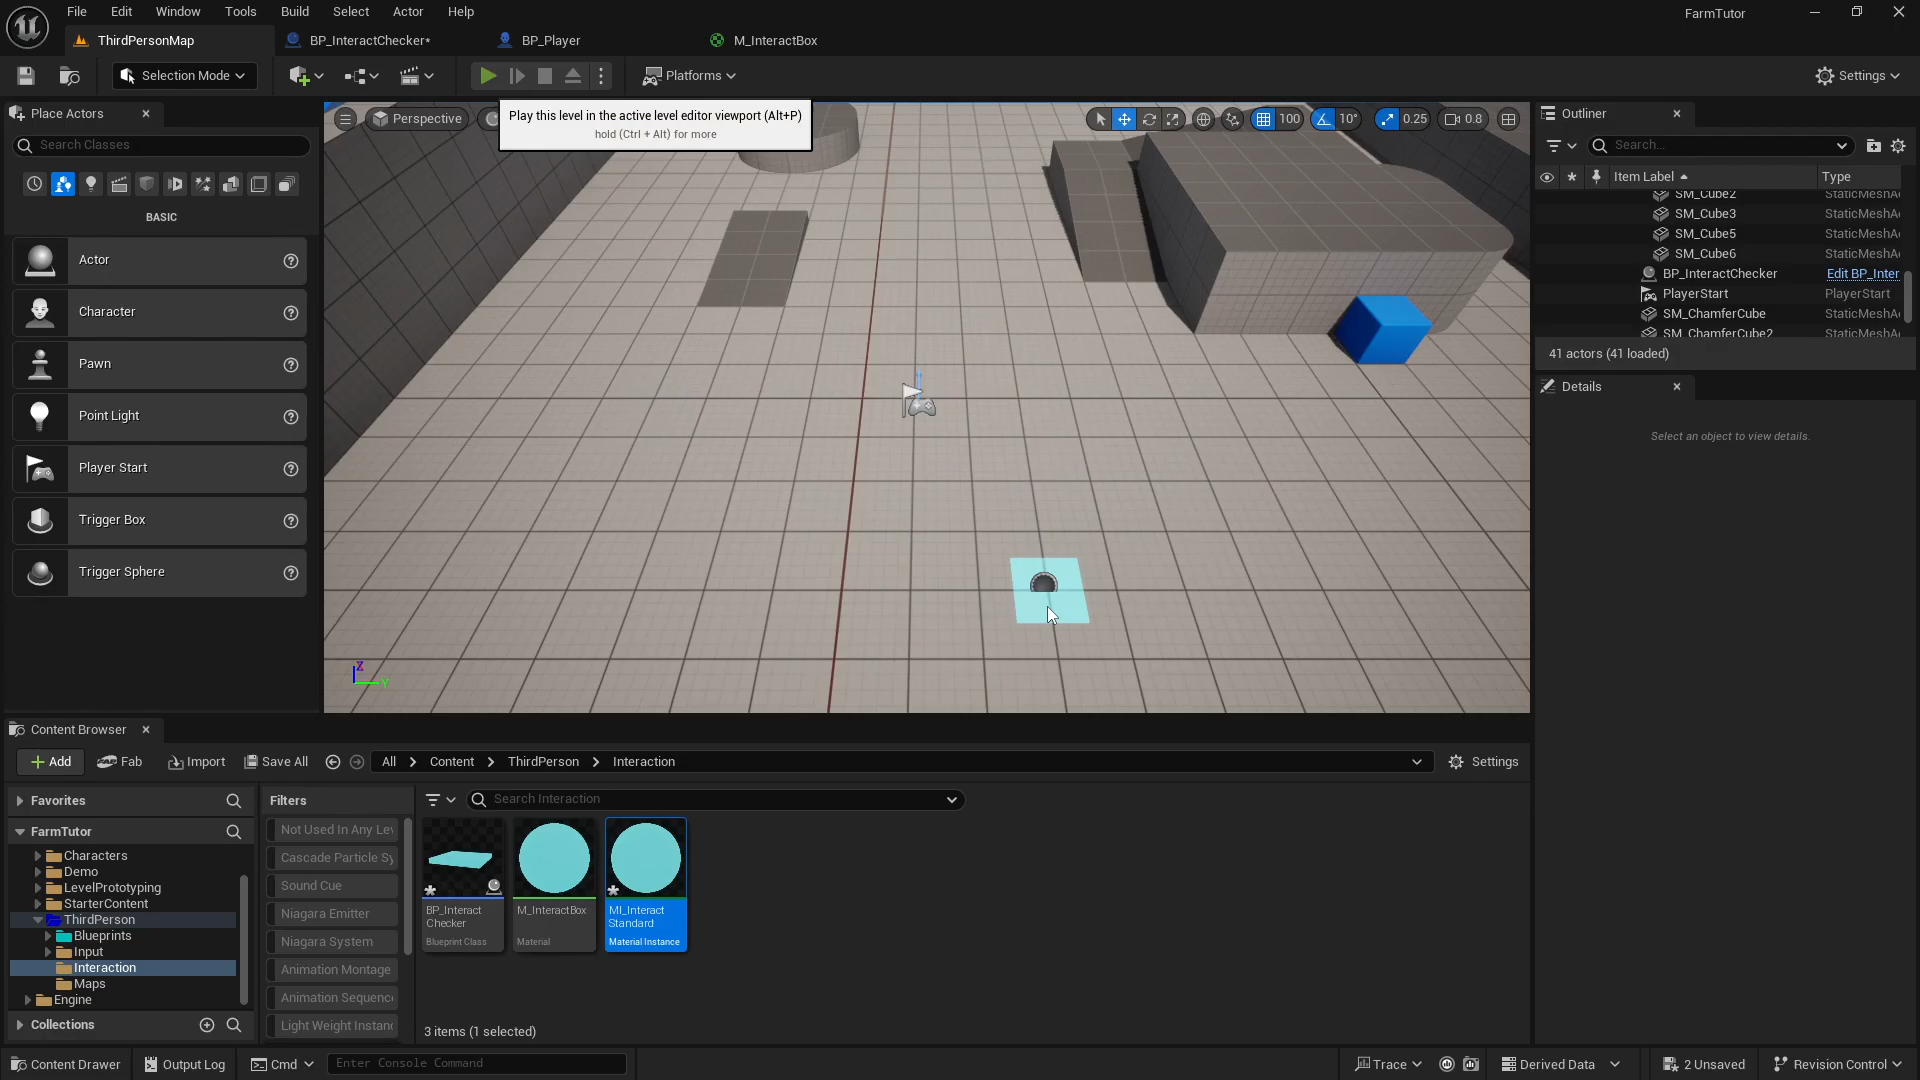 File Edit Window Tools Build Select Actor Help
FarmTutor
ThirdPersonMap
BP_InteractChecker*
BP_Player
M_InteractBox
Selection Mode
Platforms
Settings
Place Actors
Search Classes
BASIC
Actor
Character
Pawn
Point Light
Player Start
Trigger Box
Trigger Sphere
Perspective
Play this level in the active level editor viewport (Alt+P)
hold (Ctrl + Alt) for more
100
10°
0.25
0.8
Z
Y
Outliner
Search...
Item Label
Type
SM_Cube2 StaticMeshA
SM_Cube3 StaticMeshA
SM_Cube5 StaticMeshA
SM_Cube6 StaticMeshA
BP_InteractChecker Edit BP_Inter
PlayerStart PlayerStart
SM_ChamferCube StaticMeshA
SM_ChamferCube2 StaticMeshA
41 actors (41 loaded)
Details
Select an object to view details.
Content Browser
Add
Fab
Import
Save All
All > Content > ThirdPerson > Interaction
Settings
Favorites
FarmTutor
Characters
Demo
LevelPrototyping
StarterContent
ThirdPerson
Blueprints
Input
Interaction
Maps
Engine
Collections
Filters
Not Used In Any Lev
Cascade Particle Sy
Sound Cue
Niagara Emitter
Niagara System
Animation Montage
Animation Sequence
Light Weight Instanc
Search Interaction
BP_Interact
Checker
Blueprint Class
M_InteractBox
Material
MI_Interact
Standard
Material Instance
3 items (1 selected)
Content Drawer
Output Log
Cmd
Enter Console Command
Trace
Derived Data
2 Unsaved
Revision Control